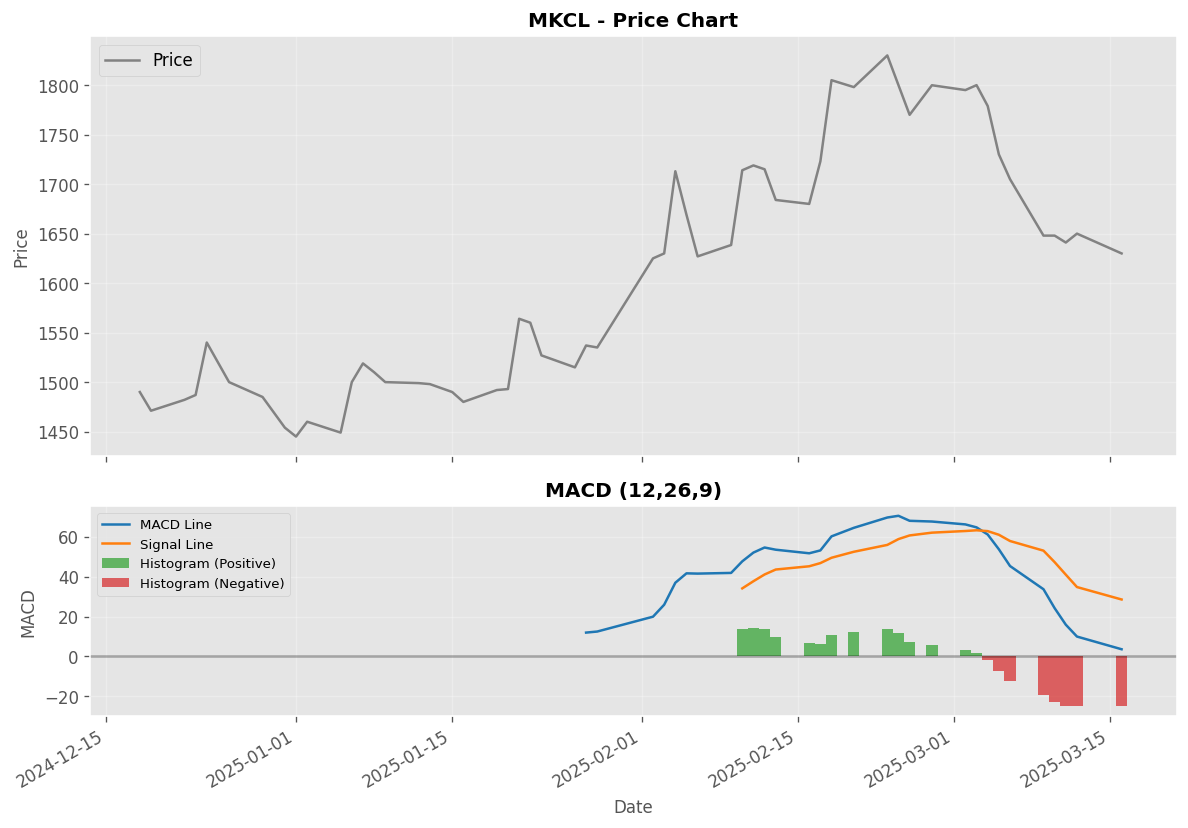 MKCL - Price Chart
Price
Price
1800
1750
1700
1650
1600
1550
1500
1450
MACD (12,26,9)
MACD Line
Signal Line
Histogram (Positive)
Histogram (Negative)
MACD
60
40
20
0
−20
2024-12-15
2025-01-01
2025-01-15
2025-02-01
2025-02-15
2025-03-01
2025-03-15
Date